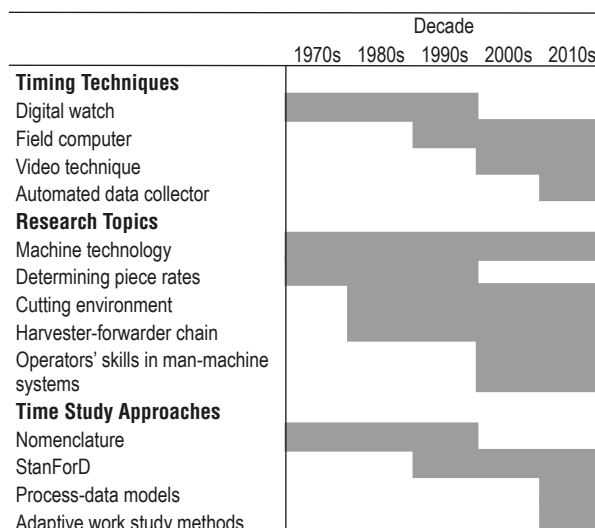 Decade
1970s 1980s 1990s 2000s 2010s
Timing Techniques
Digital watch
Field computer
Video technique
Automated data collector
Research Topics
Machine technology
Determining piece rates
Cutting environment
Harvester-forwarder chain
Operators' skills in man-machine
systems
Time Study Approaches
Nomenclature
StanForD
Process-data models
Adaptive work study methods